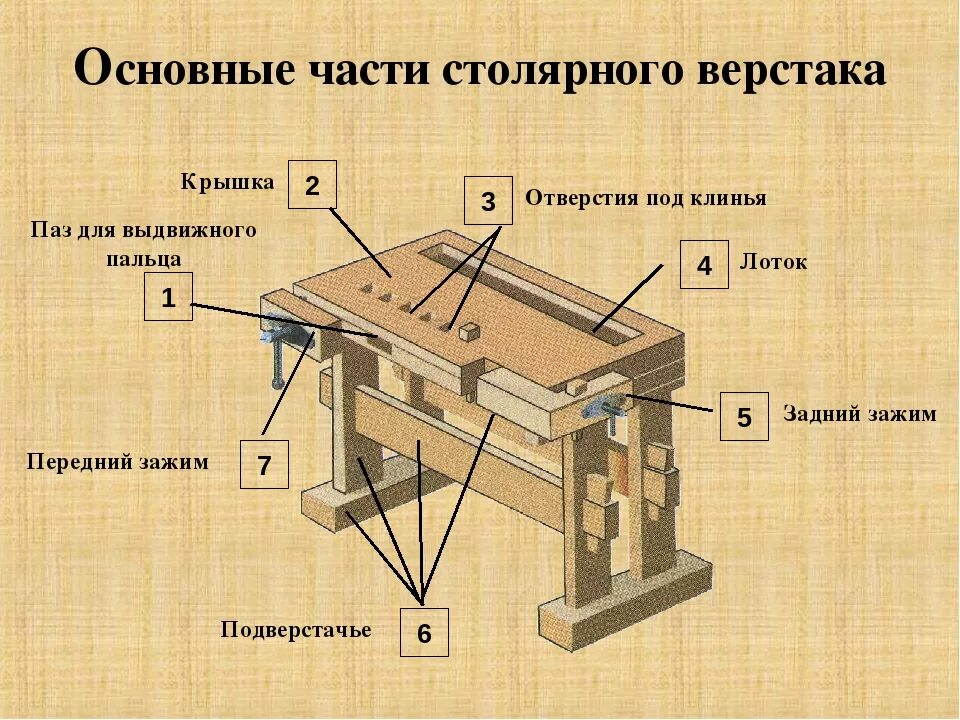 Основные части столярного верстака
Крышка
2
3
Отверстия под клинья
Паз для выдвижного
пальца
1
4
Лоток
5
Задний зажим
Передний зажим
7
Подверстачье
6